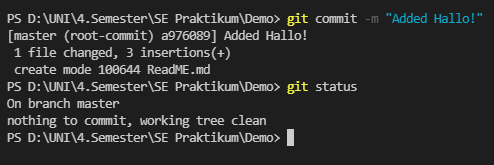 PS D:\UNI\4.Semester\SE Praktikum\Demo> git commit -m "Added Hallo!"
[master (root-commit) a976089] Added Hallo!
 1 file changed, 3 insertions(+)
 create mode 100644 ReadME.md
PS D:\UNI\4.Semester\SE Praktikum\Demo> git status
On branch master
nothing to commit, working tree clean
PS D:\UNI\4.Semester\SE Praktikum\Demo>